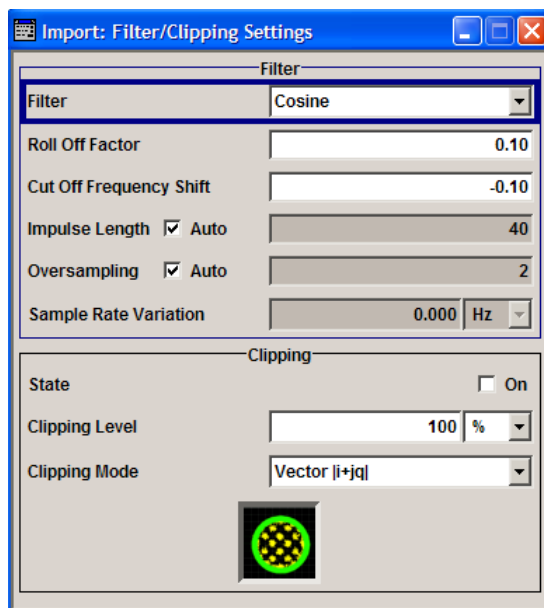 Import: Filter/Clipping Settings
Filter
Filter Cosine
Roll Off Factor 0.10
Cut Off Frequency Shift -0.10
Impulse Length Auto 40
Oversampling Auto 2
Sample Rate Variation 0.000 Hz
Clipping
State On
Clipping Level 100 %
Clipping Mode Vector |i+jq|